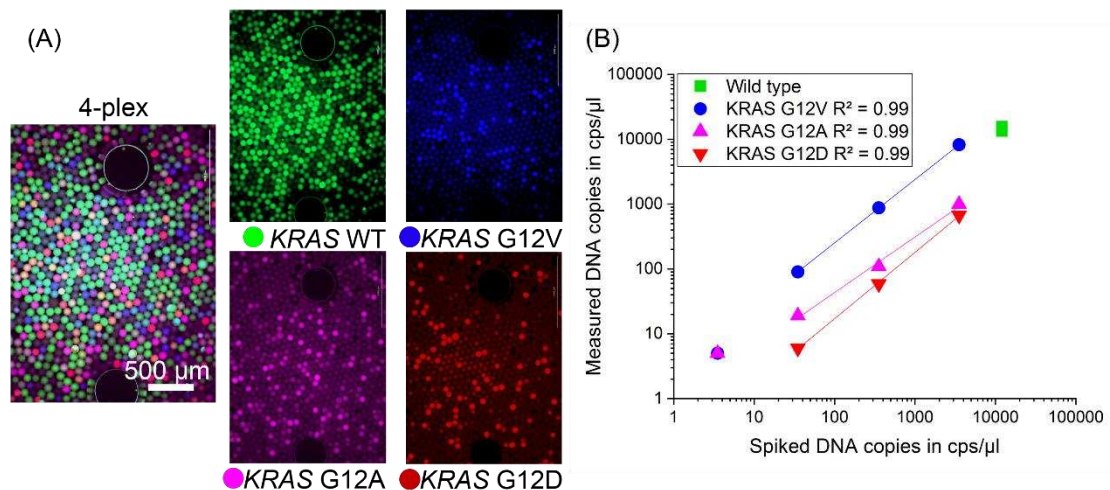 (A)
4-plex
500 µm
KRAS WT
KRAS G12V
KRAS G12A
KRAS G12D
(B)
Measured DNA copies in cps/µl
100000
10000
1000
100
10
1
Wild type
KRAS G12V R² = 0.99
KRAS G12A R² = 0.99
KRAS G12D R² = 0.99
1 10 100 1000 10000 100000
Spiked DNA copies in cps/µl